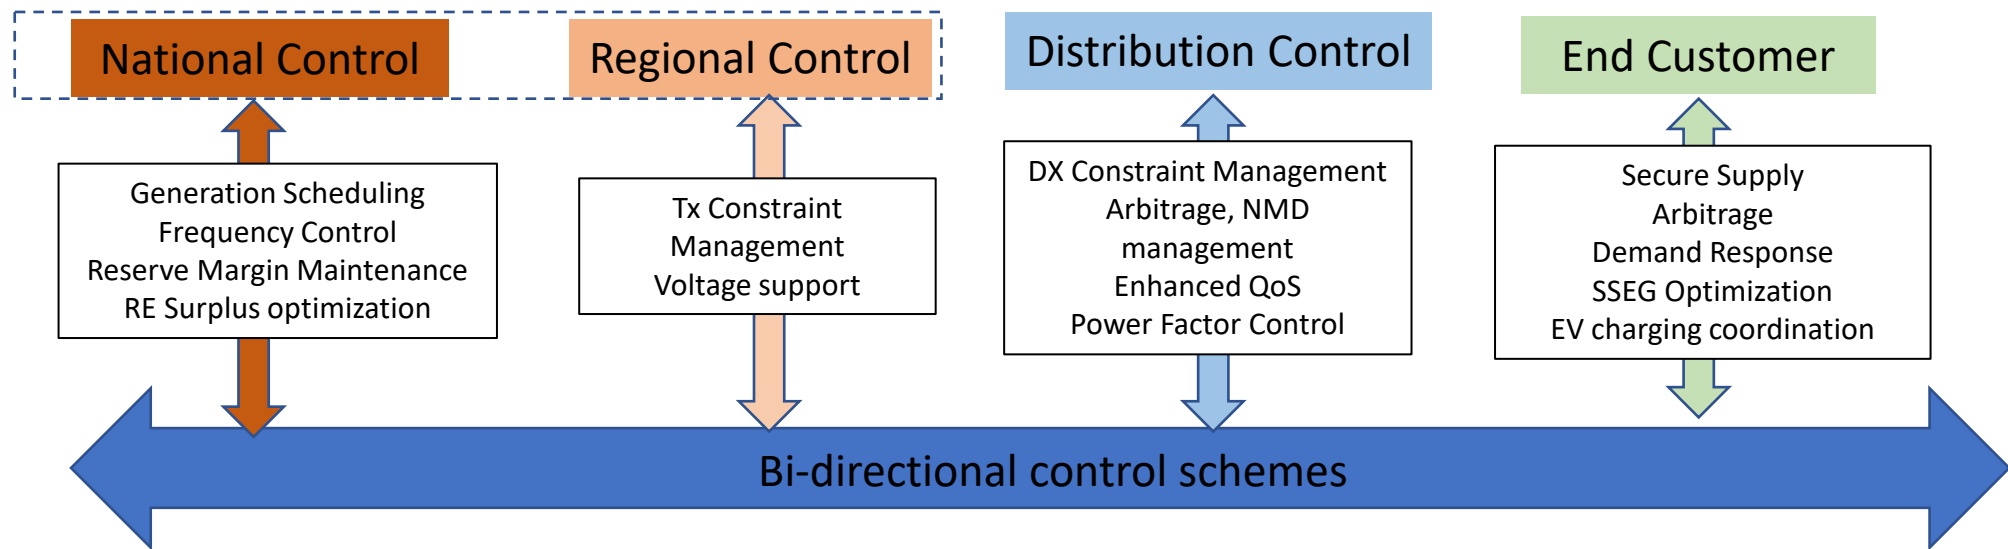 National Control
Regional Control
Distribution Control
End Customer
Generation Scheduling
Frequency Control
Reserve Margin Maintenance
RE Surplus optimization
Tx Constraint
Management
Voltage support
DX Constraint Management
Arbitrage, NMD
management
Enhanced QoS
Power Factor Control
Secure Supply
Arbitrage
Demand Response
SSEG Optimization
EV charging coordination
Bi-directional control schemes